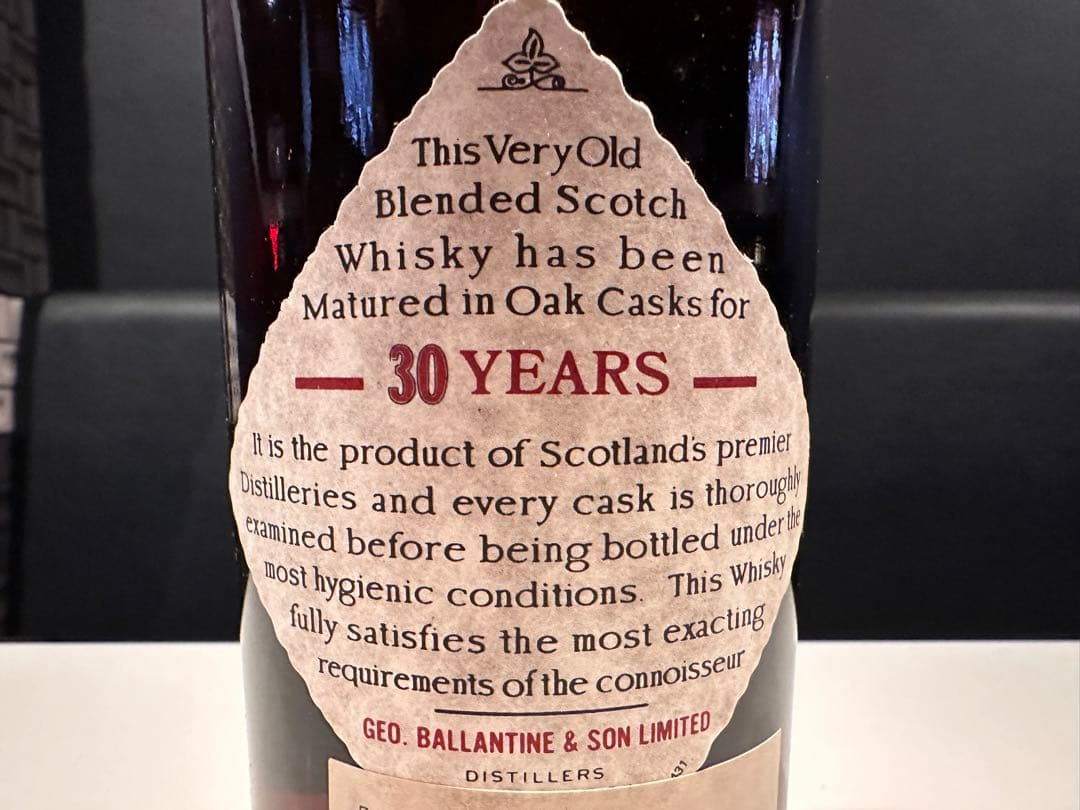 This Very Old
Blended Scotch
Whisky has been
Matured in Oak Casks for
30 YEARS
It is the product of Scotland's premier
Distilleries and every cask is thoroughly
examined before being bottled under the
most hygienic conditions. This Whisky
fully satisfies the most exacting
requirements of the connoisseur
GEO. BALLANTINE & SON LIMITED
DISTILLERS
431